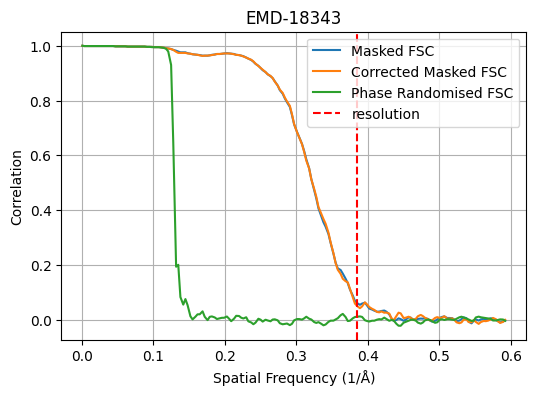 EMD-18343
Masked FSC
Corrected Masked FSC
Phase Randomised FSC
resolution
Correlation
1.0
0.8
0.6
0.4
0.2
0.0
0.0 0.1 0.2 0.3 0.4 0.5 0.6
Spatial Frequency (1/Å)